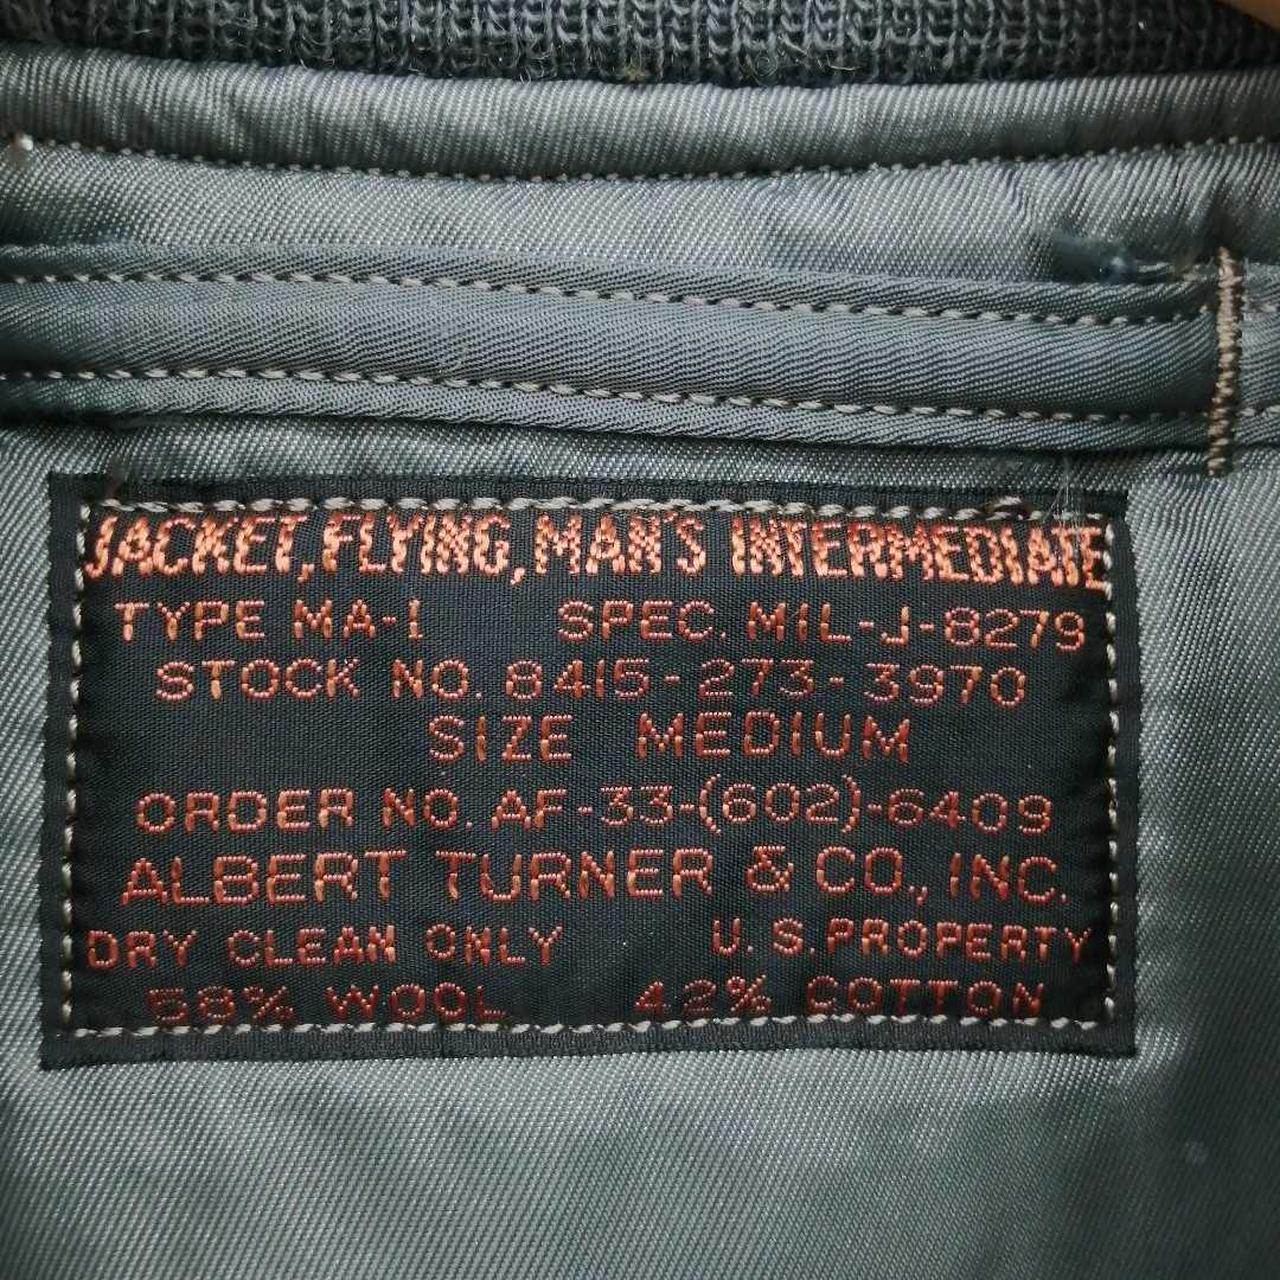 JACKET, FLYING, MAN'S INTERMEDIATE
TYPE MA-1 SPEC. MIL-J-8279
STOCK NO. 8415-273-3970
SIZE MEDIUM
ORDER NO. AF-33-(602)-6409
ALBERT TURNER & CO., INC.
DRY CLEAN ONLY U. S. PROPERTY
58% WOOL 42% COTTON